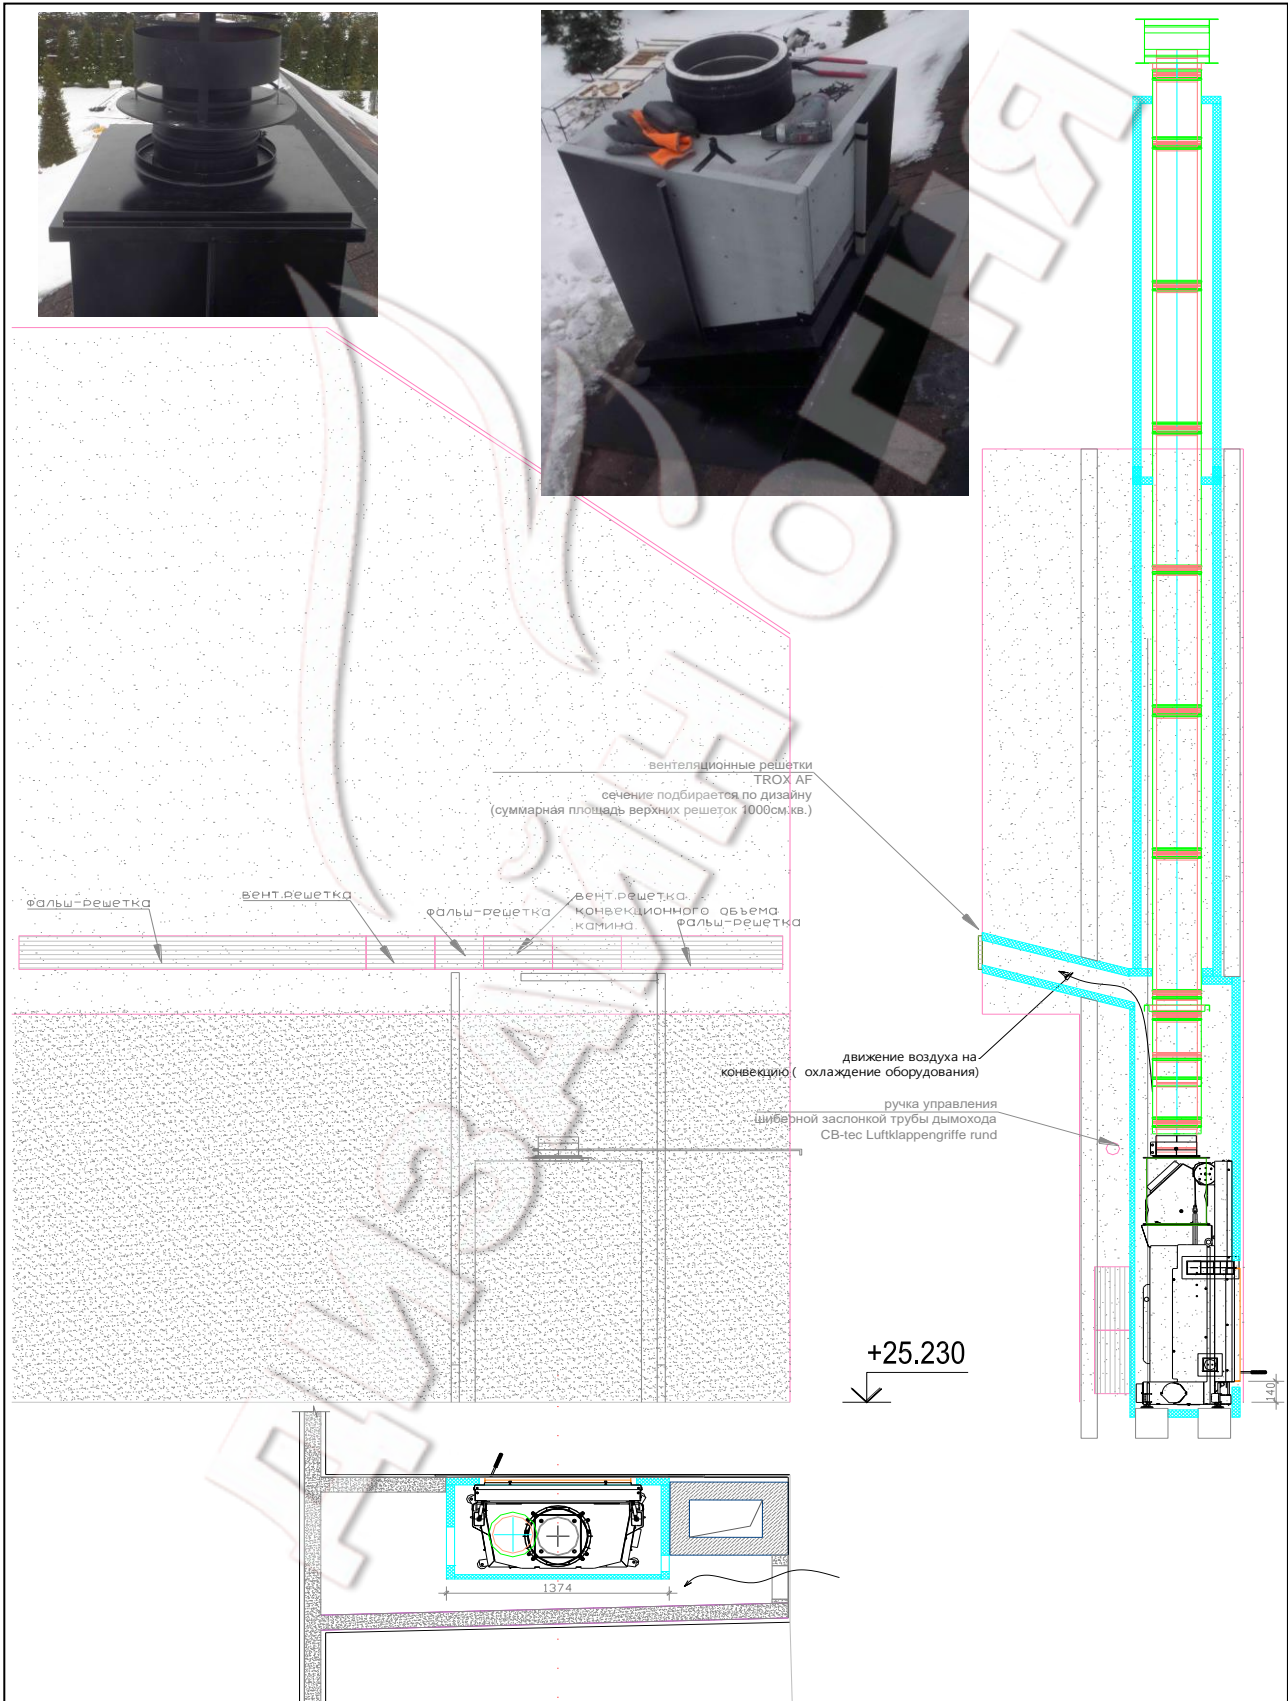 вентеляционные решетки
TROX AF
сечение подбирается по дизайну
(суммарная площадь верхних решеток 1000см.кв.)
фальш-решетка
вент.решетка
фальш-решетка
вент.решетка
конвекционного объема
камина.
фальш-решетка
движение воздуха на
конвекцию ( охлаждение оборудования)
ручка управления
шиберной заслонкой трубы дымохода
CB-tec Luftklappengriffe rund
+25.230
140
1374
ДИЗАЙН ОГНЯ